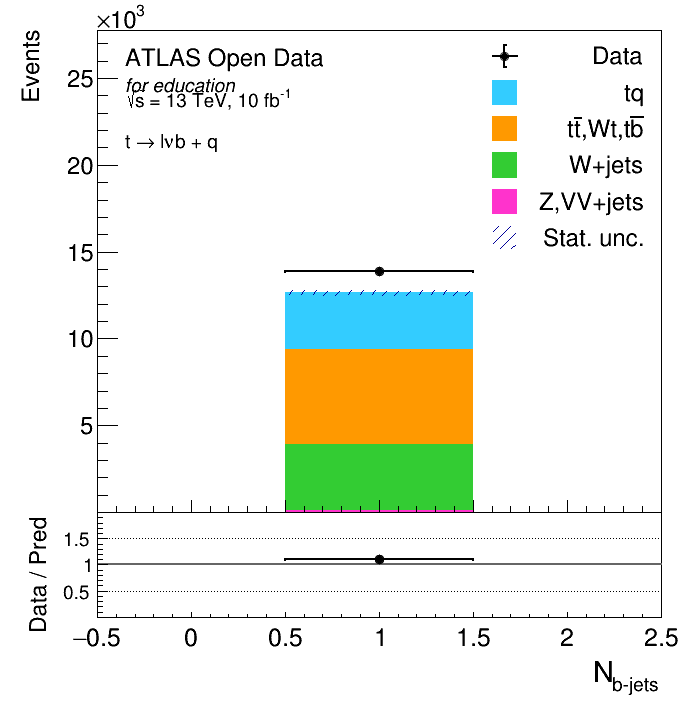 ×10³
Events
ATLAS Open Data
for education
√s = 13 TeV, 10 fb⁻¹
t → lνb + q
Data
tq
tt̅,Wt,tb̅
W+jets
Z,VV+jets
Stat. unc.
25
20
15
10
5
Data / Pred
1.5
1
0.5
−0.5 0 0.5 1 1.5 2 2.5
N_b-jets